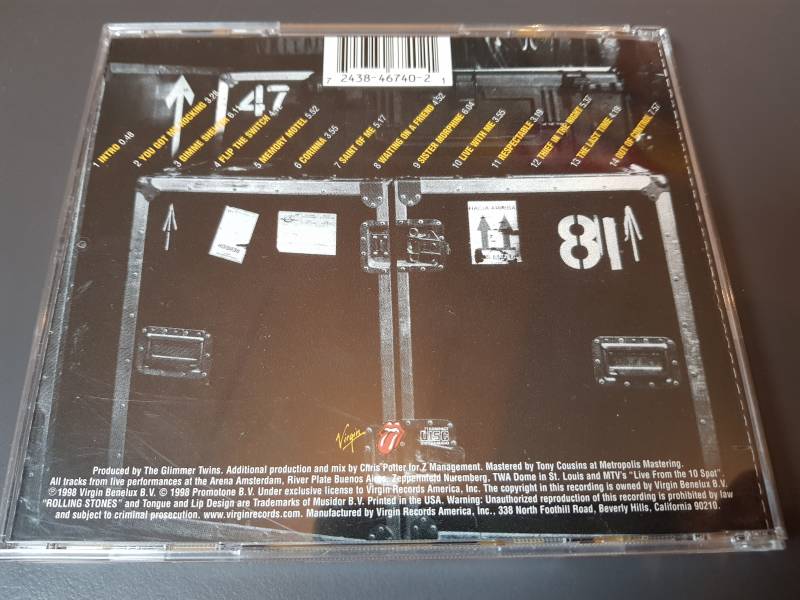 7 2438-46740-2 1
47
1 INTRO 0.48
2 YOU GOT ME ROCKING 3.28
3 GIMME SHELTER 6.11
4 FLIP THE SWITCH
5 MEMORY MOTEL 5.52
6 CORINNA 3.55
7 SAINT OF ME 5.17
8 WAITING ON A FRIEND 4.52
9 SISTER MORPHINE 6.04
10 LIVE WITH ME 3.55
11 RESPECTABLE 3.19
12 THIEF IN THE NIGHT 5.37
13 THE LAST TIME 4.19
14 OUT OF CONTROL 7.57
HACIA ARRIBA
81
Virgin
COMPACT
disc
Produced by The Glimmer Twins. Additional production and mix by Chris Potter for Z Management. Mastered by Tony Cousins at Metropolis Mastering.
All tracks from live performances at the Arena Amsterdam, River Plate Buenos Aires, Zeppelinfeld Nuremberg, TWA Dome in St. Louis and MTV's "Live From the 10 Spot".
℗ 1998 Virgin Benelux B.V. © 1998 Promotone B.V. Under exclusive license to Virgin Records America, Inc. The copyright in this recording is owned by Virgin Benelux B.V.
"ROLLING STONES" and Tongue and Lip Design are Trademarks of Musidor B.V. Printed in the USA. Warning: Unauthorized reproduction of this recording is prohibited by law
and subject to criminal prosecution. www.virginrecords.com. Manufactured by Virgin Records America, Inc., 338 North Foothill Road, Beverly Hills, California 90210.